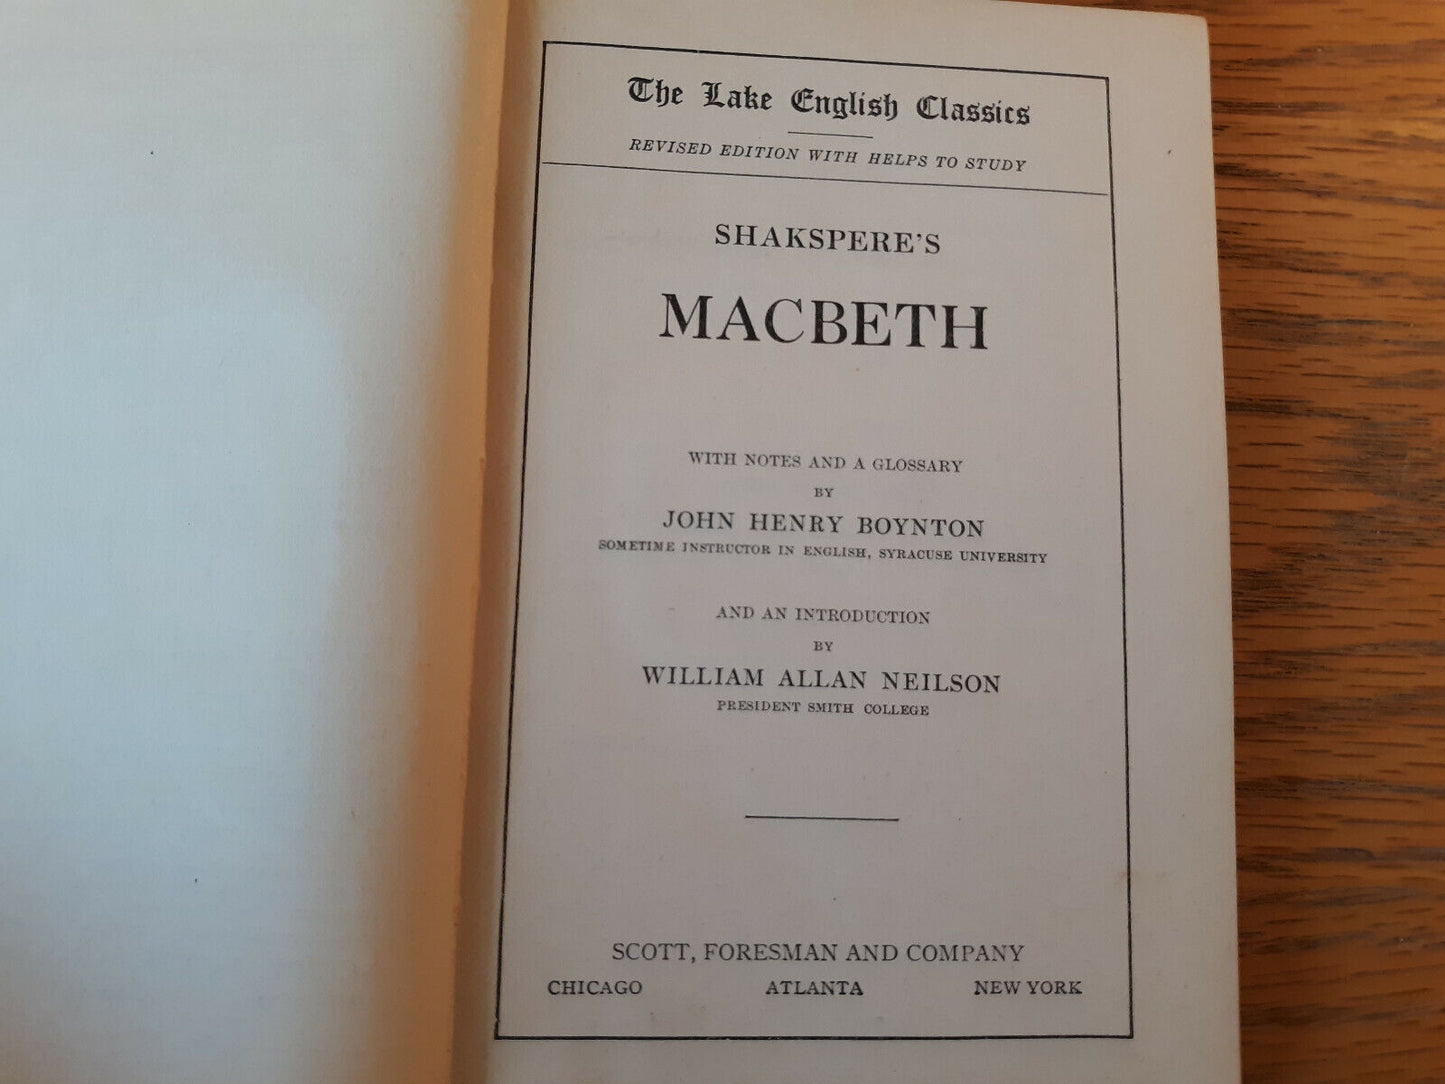 The Lake English Classics
REVISED EDITION WITH HELPS TO STUDY
SHAKSPERE'S
MACBETH
WITH NOTES AND A GLOSSARY
BY
JOHN HENRY BOYNTON
SOMETIME INSTRUCTOR IN ENGLISH, SYRACUSE UNIVERSITY
AND AN INTRODUCTION
BY
WILLIAM ALLAN NEILSON
PRESIDENT SMITH COLLEGE
SCOTT, FORESMAN AND COMPANY
CHICAGO ATLANTA NEW YORK